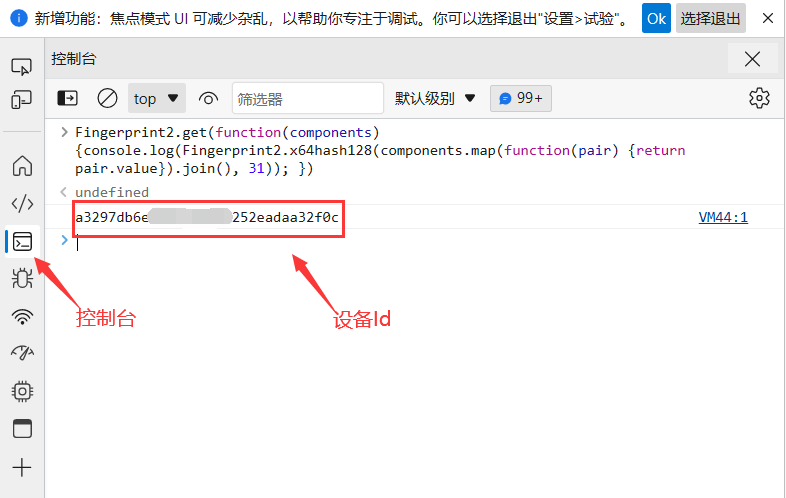 新增功能：焦点模式 UI 可减少杂乱，以帮助你专注于调试。你可以选择退出"设置>试验"。 Ok 选择退出
控制台
top 筛选器 默认级别 99+
Fingerprint2.get(function(components)
{console.log(Fingerprint2.x64hash128(components.map(function(pair) {return
pair.value}).join(), 31)); })
undefined
a3297db6e 252eadaa32f0c VM44:1
控制台
设备Id